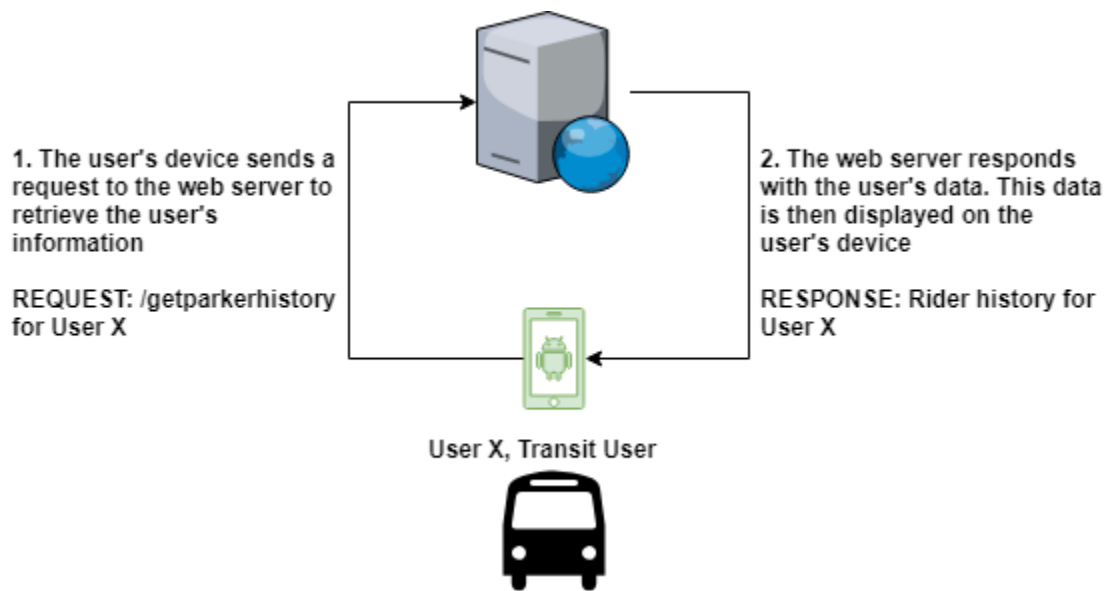 1. The user's device sends a
request to the web server to
retrieve the user's
information
REQUEST: /getparkerhistory
for User X
2. The web server responds
with the user's data. This data
is then displayed on the
user's device
RESPONSE: Rider history for
User X
User X, Transit User